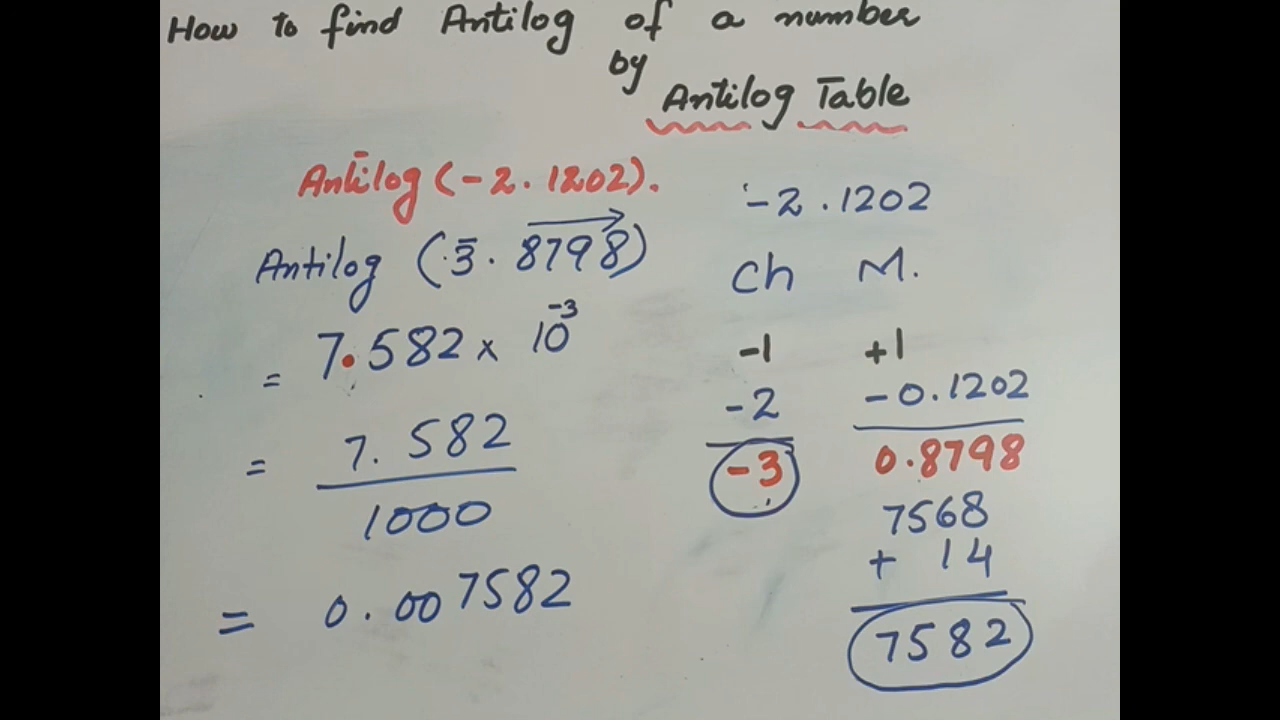 How to find Antilog of a number
by
Antilog Table
Antilog (-2.1202).
Antilog (3̄.8798)
= 7.582 × 10⁻³
= 7.582
1000
= 0.007582
-2.1202
Ch M.
-1 +1
-2 -0.1202
-3 0.8798
7568
+ 14
7582